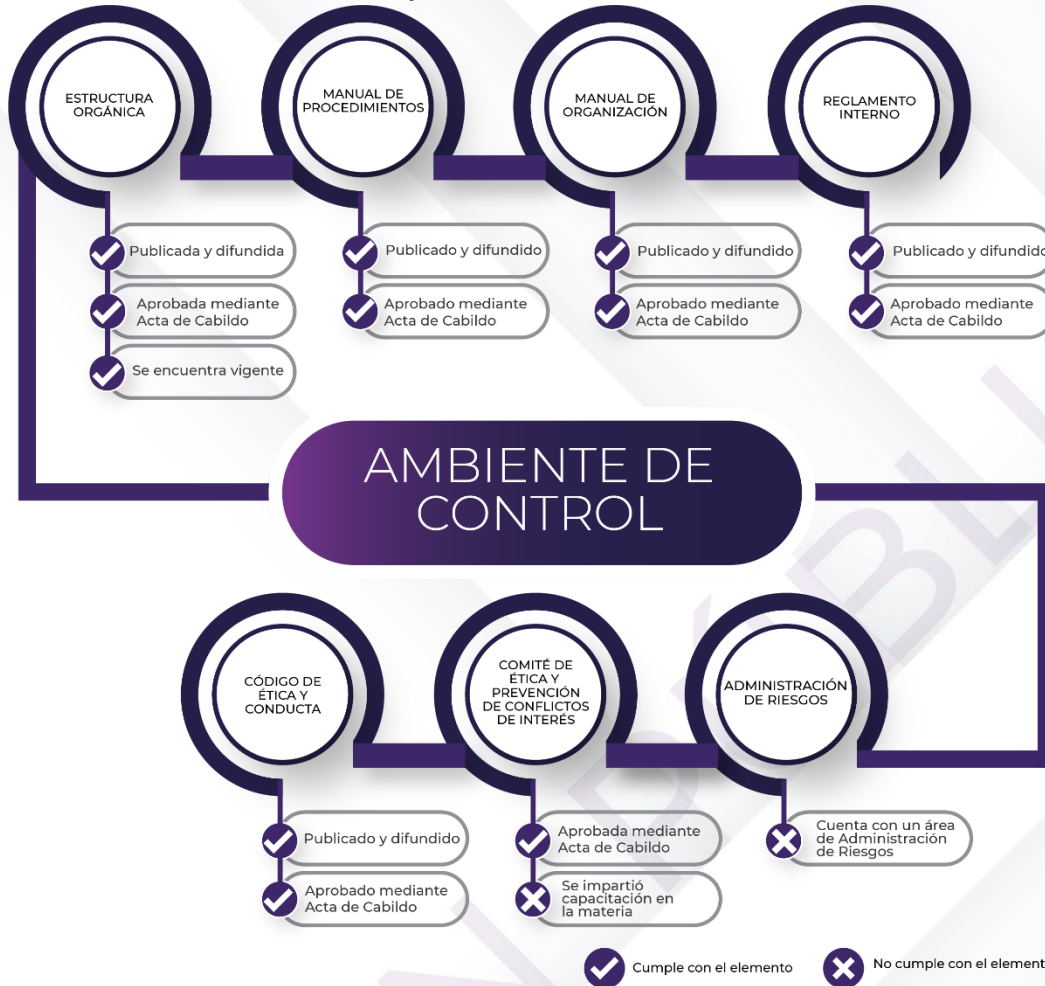 ESTRUCTURA
ORGÁNICA
MANUAL DE
PROCEDIMIENTOS
MANUAL DE
ORGANIZACIÓN
REGLAMENTO
INTERNO
Publicada y difundida
Aprobada mediante
Acta de Cabildo
Se encuentra vigente
Publicado y difundido
Aprobado mediante
Acta de Cabildo
Publicado y difundido
Aprobado mediante
Acta de Cabildo
Publicado y difundido
Aprobado mediante
Acta de Cabildo
AMBIENTE DE
CONTROL
CÓDIGO DE
ÉTICA Y
CONDUCTA
COMITÉ DE
ÉTICA Y
PREVENCIÓN
DE CONFLICTOS
DE INTERÉS
ADMINISTRACIÓN
DE RIESGOS
Publicado y difundido
Aprobado mediante
Acta de Cabildo
Aprobada mediante
Acta de Cabildo
Se impartió
capacitación en
la materia
Cuenta con un área
de Administración
de Riesgos
Cumple con el elemento
No cumple con el element